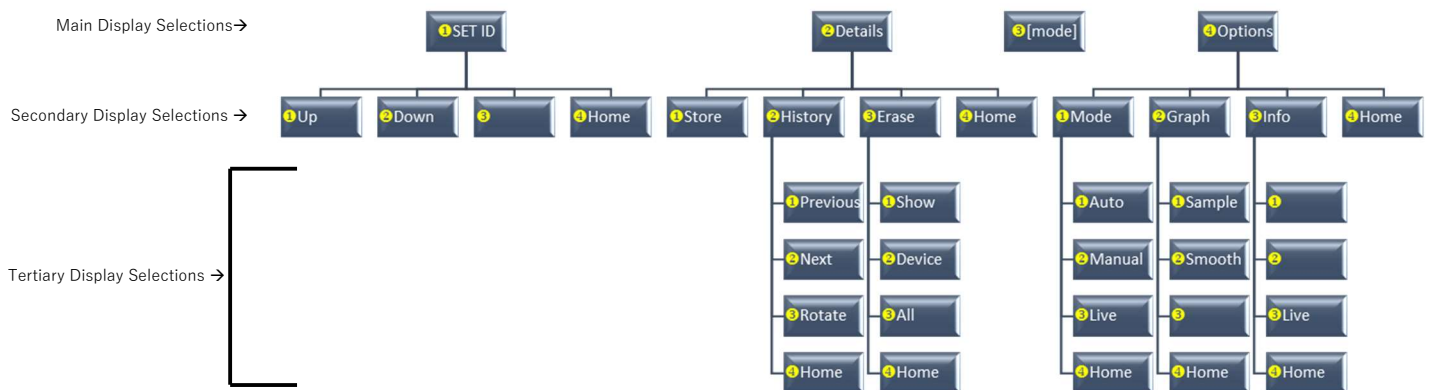 Main Display Selections→
❶SET ID ❷Details ❸[mode] ❹Options
Secondary Display Selections →
❶Up ❷Down ❸ ❹Home ❶Store ❷History ❸Erase ❹Home ❶Mode ❷Graph ❸Info ❹Home
❶Previous ❶Show ❶Auto ❶Sample ❶
Tertiary Display Selections →
❷Next ❷Device ❷Manual ❷Smooth ❷
❸Rotate ❸All ❸Live ❸ ❸Live
❹Home ❹Home ❹Home ❹Home ❹Home